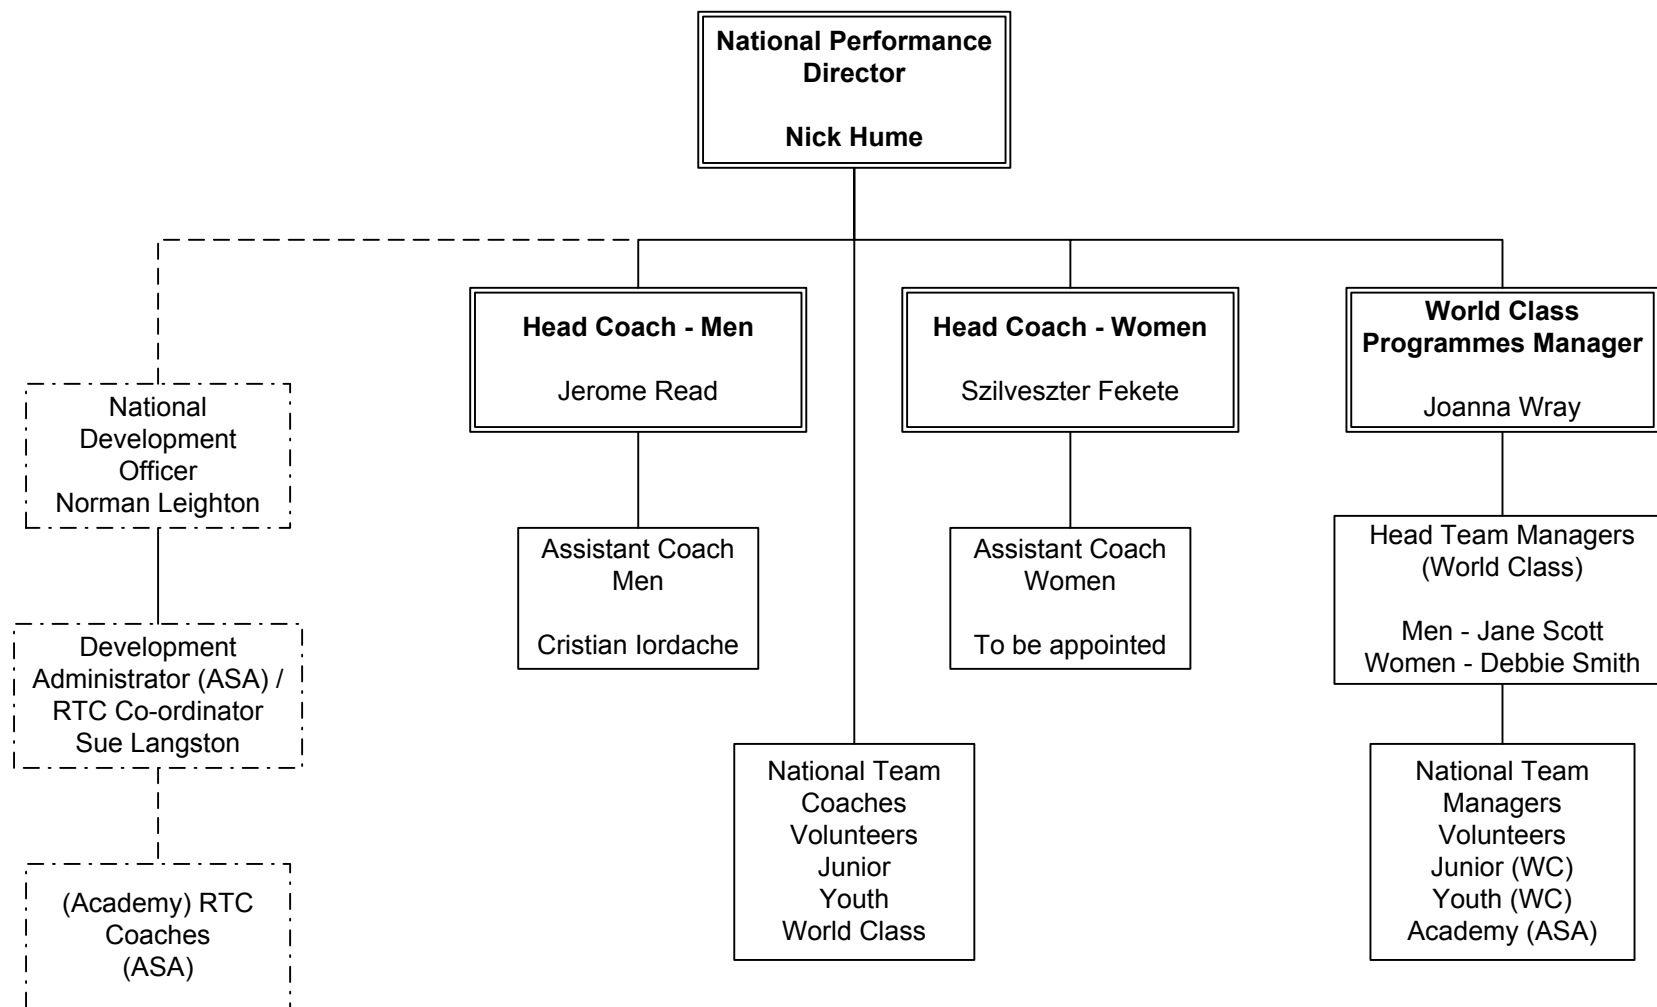 National Performance
Director
Nick Hume
Head Coach - Men
Jerome Read
Head Coach - Women
Szilveszter Fekete
World Class
Programmes Manager
Joanna Wray
National
Development
Officer
Norman Leighton
Assistant Coach
Men
Cristian Iordache
Assistant Coach
Women
To be appointed
Head Team Managers
(World Class)
Men - Jane Scott
Women - Debbie Smith
Development
Administrator (ASA) /
RTC Co-ordinator
Sue Langston
National Team
Coaches
Volunteers
Junior
Youth
World Class
National Team
Managers
Volunteers
Junior (WC)
Youth (WC)
Academy (ASA)
(Academy) RTC
Coaches
(ASA)